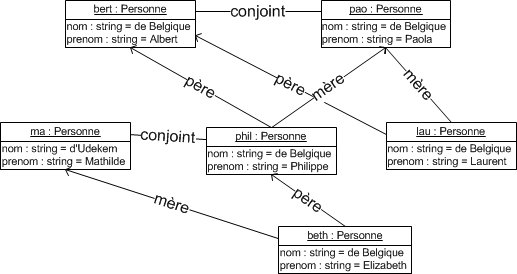 bert : Personne
nom : string = de Belgique
prenom : string = Albert
conjoint
pao : Personne
nom : string = de Belgique
prenom : string = Paola
père
mère
père
mère
ma : Personne
nom : string = d'Udekem
prenom : string = Mathilde
conjoint
phil : Personne
nom : string = de Belgique
prenom : string = Philippe
lau : Personne
nom : string = de Belgique
prenom : string = Laurent
mère
père
beth : Personne
nom : string = de Belgique
prenom : string = Elizabeth